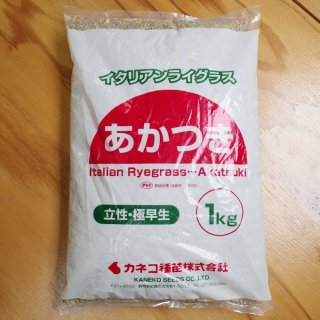 イタリアンライグラス
あかつき
Italian Ryegrass…Akatsuki
PVP
立性・極早生
1kg
カネコ種苗株式会社
KANEKO SEEDS CO.,LTD.